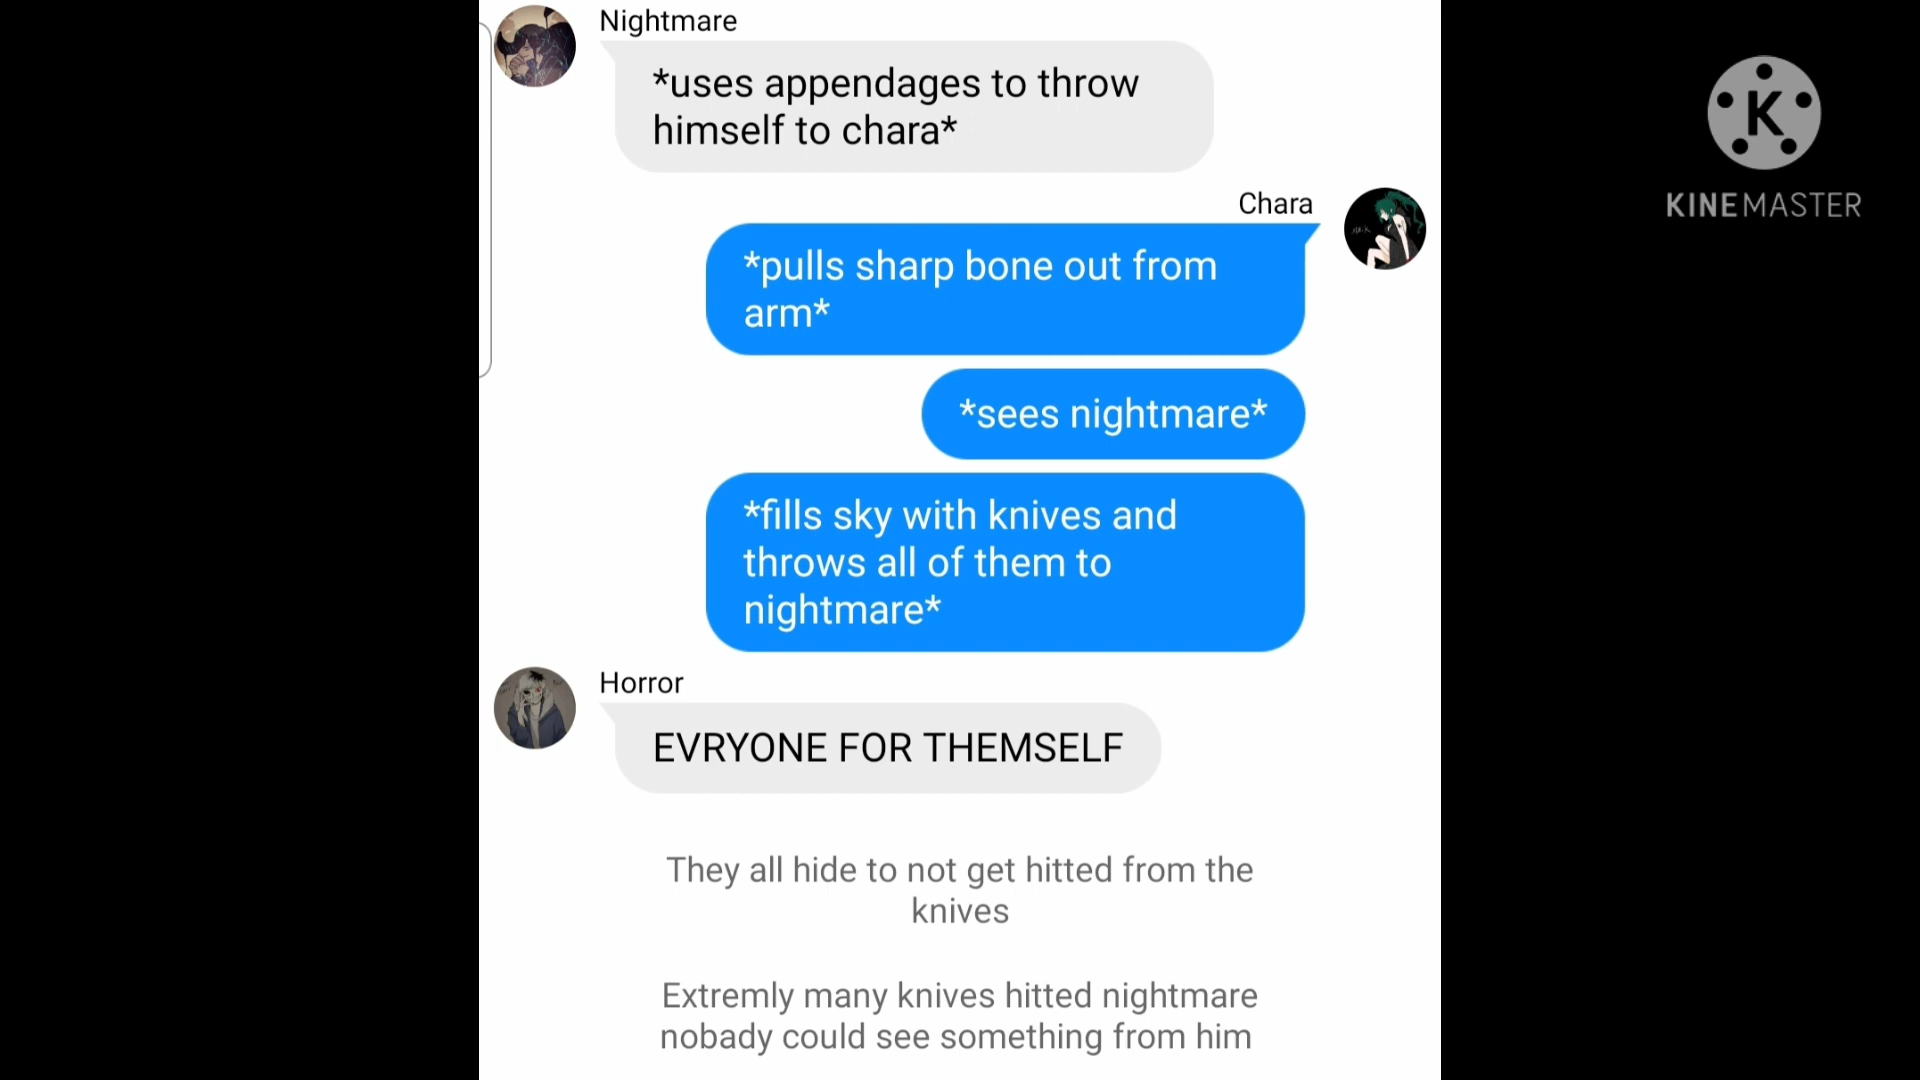 Nightmare
*uses appendages to throw
himself to chara*
Chara
*pulls sharp bone out from
arm*
*sees nightmare*
*fills sky with knives and
throws all of them to
nightmare*
Horror
EVRYONE FOR THEMSELF
They all hide to not get hitted from the
knives
Extremly many knives hitted nightmare
nobady could see something from him
K
KINEMASTER